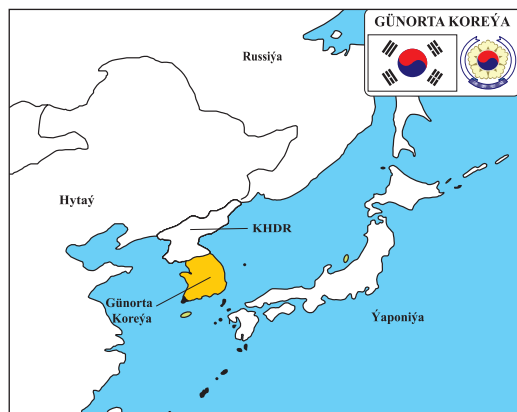 GÜNORTA KOREÝA
Russiýa
Hytaý
KHDR
Günorta
Koreýa
Ýaponiýa